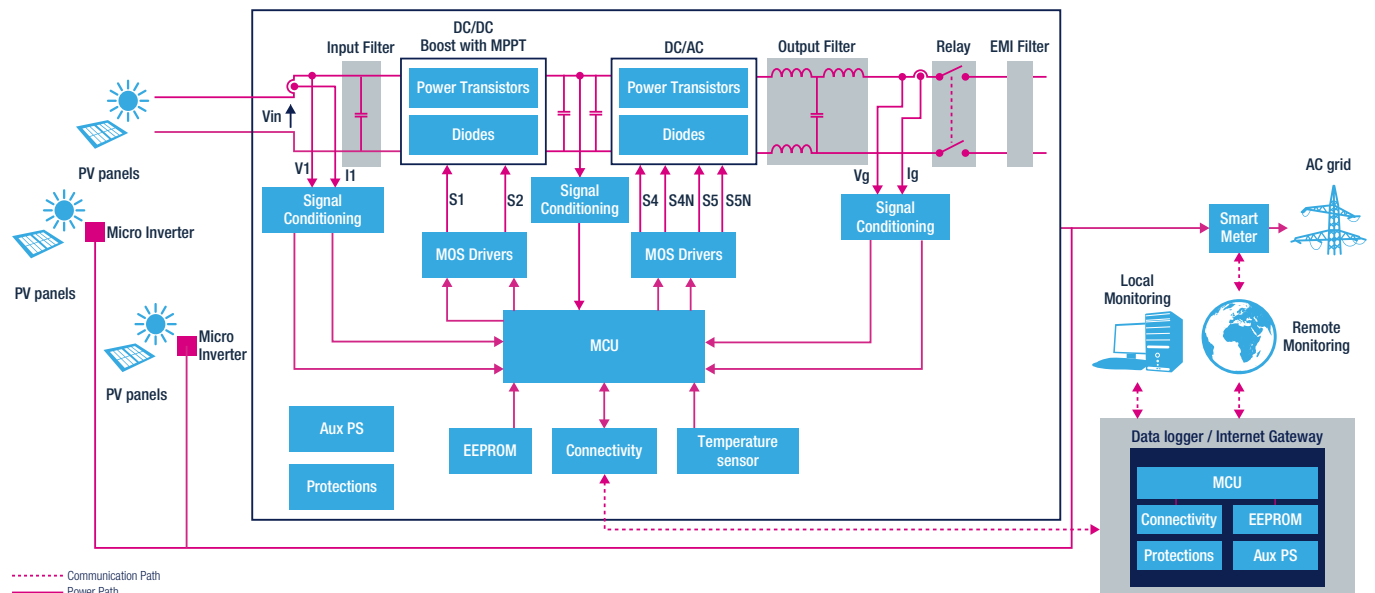 DC/DC
Boost with MPPT
Input Filter
DC/AC
Output Filter
Relay
EMI Filter
Power Transistors
Diodes
Power Transistors
Diodes
Vin
PV panels
V1
I1
Signal
Conditioning
S1
S2
Signal
Conditioning
S4
S4N
S5
S5N
Vg
Ig
Signal
Conditioning
MOS Drivers
MOS Drivers
Micro Inverter
PV panels
Micro
Inverter
PV panels
MCU
Aux PS
Protections
EEPROM
Connectivity
Temperature
sensor
AC grid
Smart
Meter
Local
Monitoring
Remote
Monitoring
Data logger / Internet Gateway
MCU
Connectivity
EEPROM
Protections
Aux PS
Communication Path
Power Path